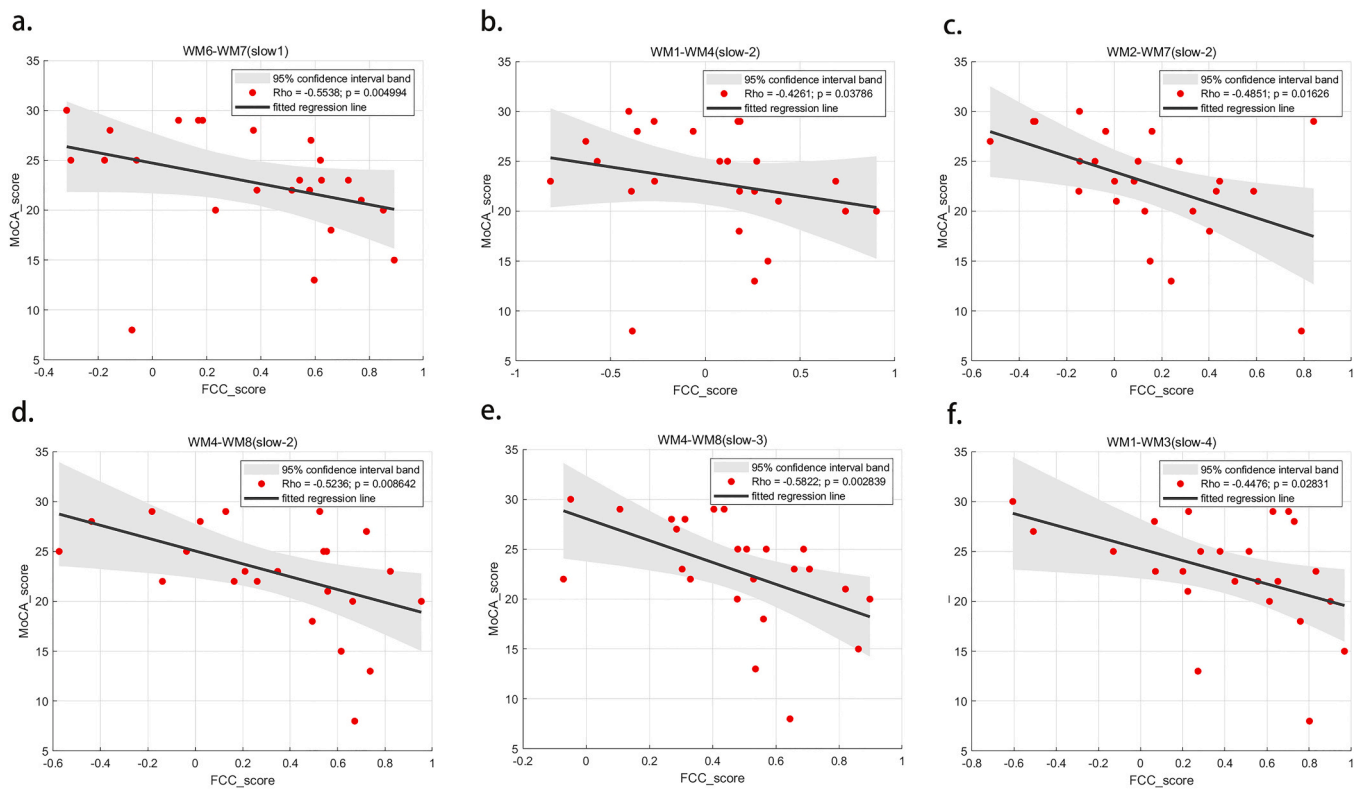 a.
WM6-WM7(slow1)
95% confidence interval band
Rho = -0.5538; p = 0.004994
fitted regression line
35
30
25
20
15
10
5
MoCA_score
-0.4
-0.2
0
0.2
0.4
0.6
0.8
1
FCC_score
b.
WM1-WM4(slow-2)
95% confidence interval band
Rho = -0.4261; p = 0.03786
fitted regression line
35
30
25
20
15
10
5
MoCA_score
-1
-0.5
0
0.5
1
FCC_score
c.
WM2-WM7(slow-2)
95% confidence interval band
Rho = -0.4851; p = 0.01626
fitted regression line
35
30
25
20
15
10
5
MoCA_score
-0.6
-0.4
-0.2
0
0.2
0.4
0.6
0.8
1
FCC_score
d.
WM4-WM8(slow-2)
95% confidence interval band
Rho = -0.5236; p = 0.008642
fitted regression line
35
30
25
20
15
10
5
MoCA_score
-0.6
-0.4
-0.2
0
0.2
0.4
0.6
0.8
1
FCC_score
e.
WM4-WM8(slow-3)
95% confidence interval band
Rho = -0.5822; p = 0.002839
fitted regression line
35
30
25
20
15
10
5
MoCA_score
-0.2
0
0.2
0.4
0.6
0.8
1
FCC_score
f.
WM1-WM3(slow-4)
95% confidence interval band
Rho = -0.4476; p = 0.02831
fitted regression line
35
30
25
20
15
10
5
-0.8
-0.6
-0.4
-0.2
0
0.2
0.4
0.6
0.8
1
FCC_score